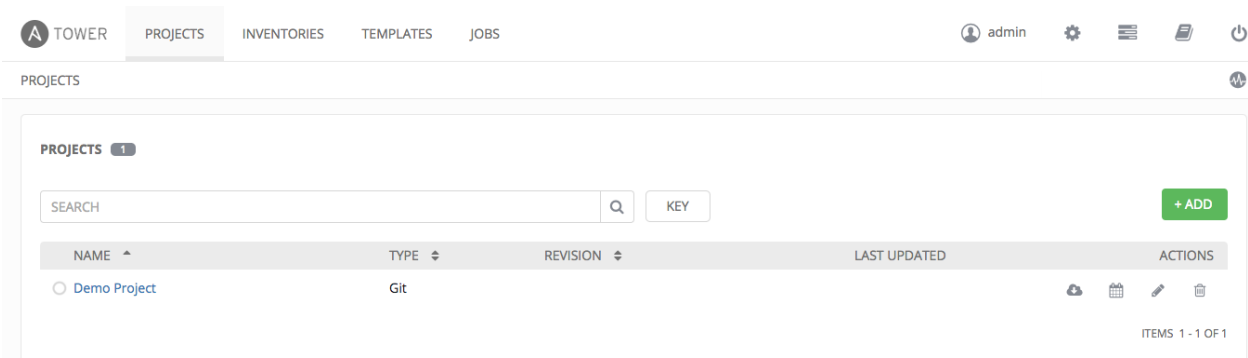 A TOWER PROJECTS INVENTORIES TEMPLATES JOBS admin
PROJECTS
PROJECTS 1
SEARCH KEY + ADD
NAME TYPE REVISION LAST UPDATED ACTIONS
Demo Project Git
ITEMS 1 - 1 OF 1